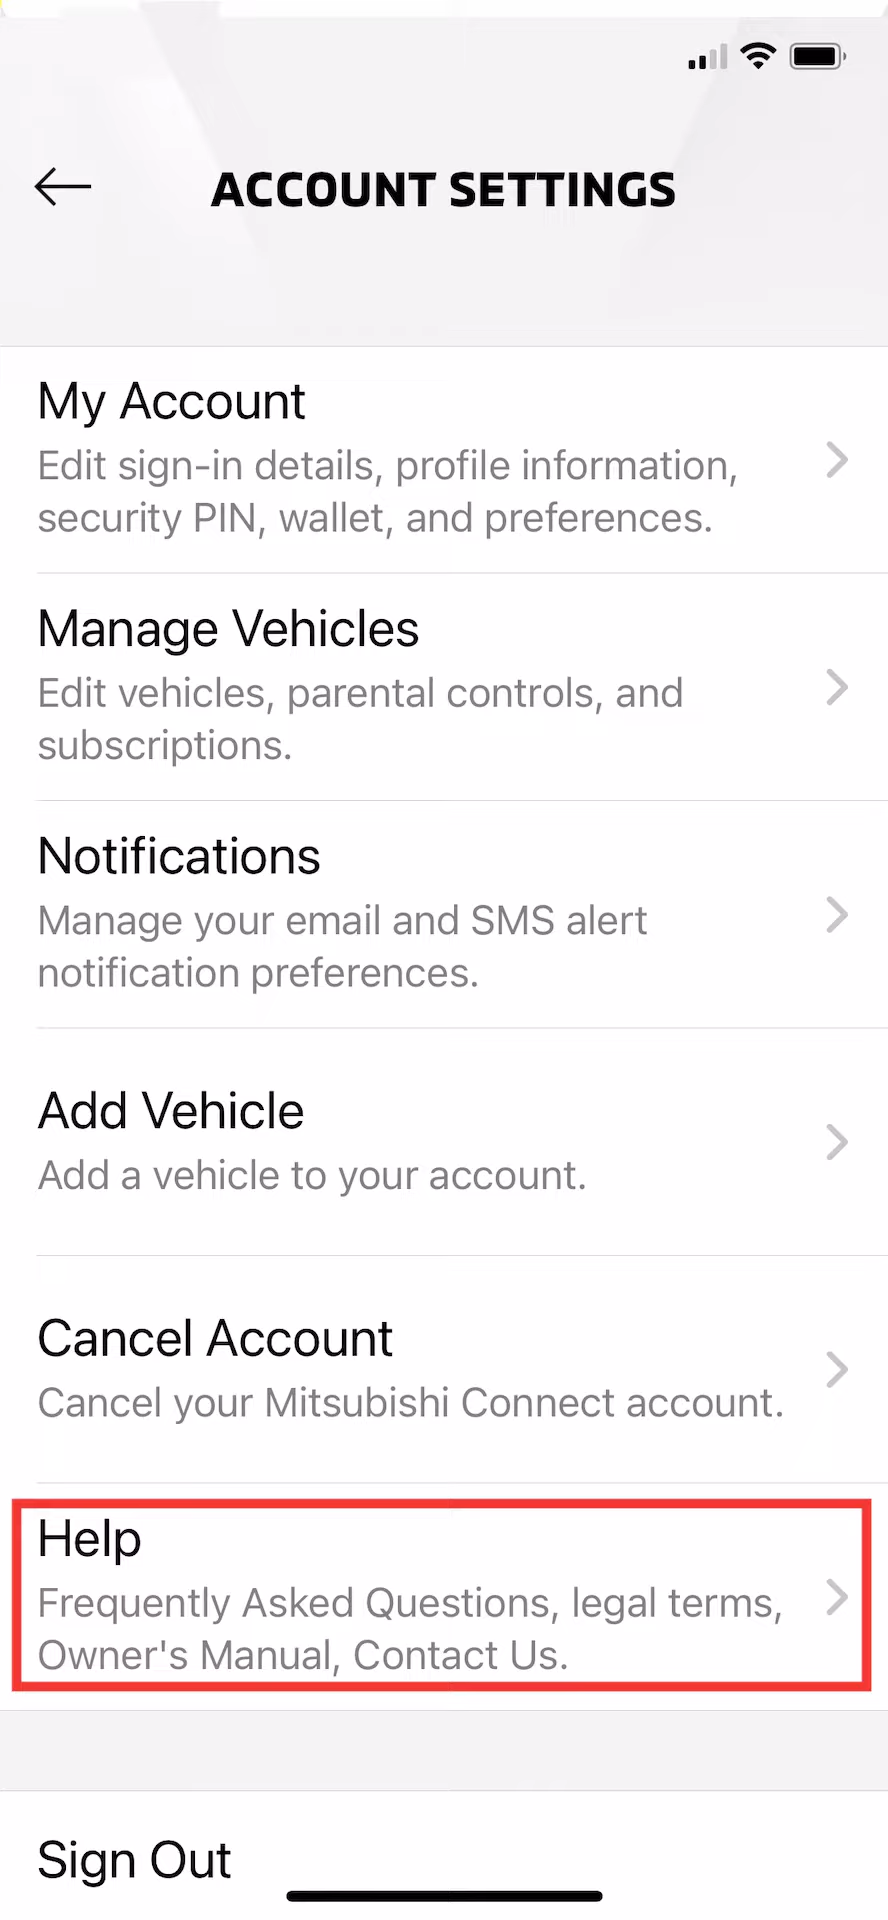 ACCOUNT SETTINGS
My Account
Edit sign-in details, profile information,
security PIN, wallet, and preferences.
Manage Vehicles
Edit vehicles, parental controls, and
subscriptions.
Notifications
Manage your email and SMS alert
notification preferences.
Add Vehicle
Add a vehicle to your account.
Cancel Account
Cancel your Mitsubishi Connect account.
Help
Frequently Asked Questions, legal terms,
Owner's Manual, Contact Us.
Sign Out